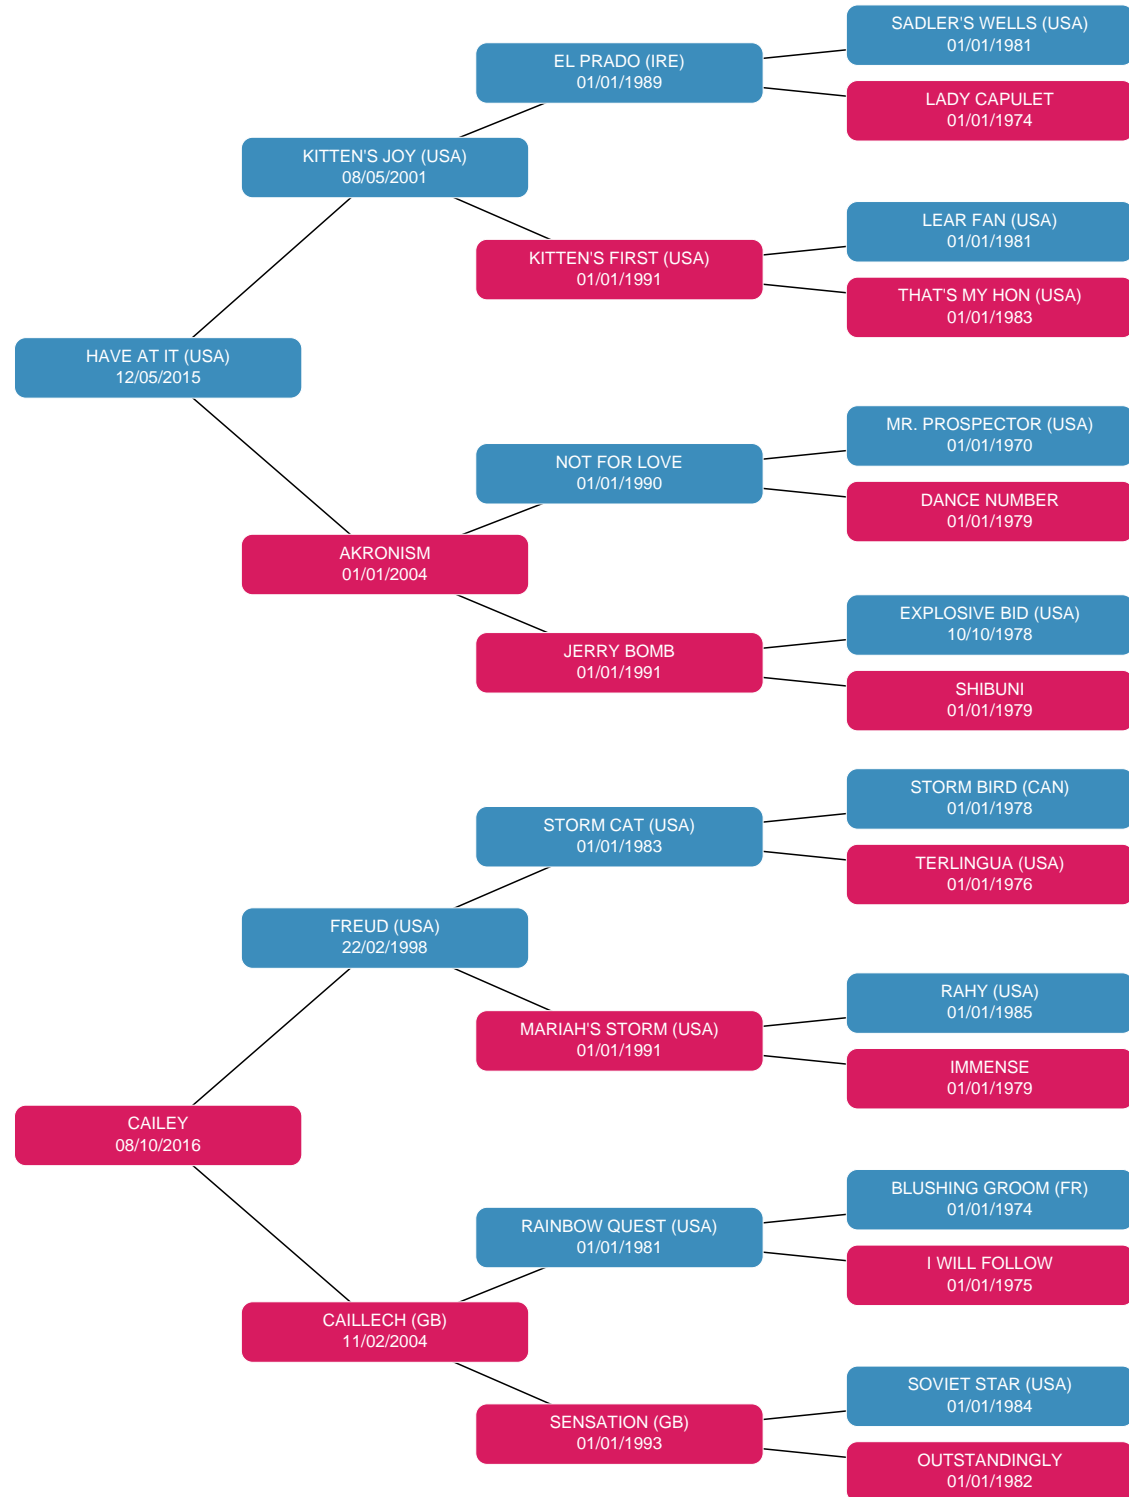 SADLER'S WELLS (USA)
01/01/1981
EL PRADO (IRE)
01/01/1989
LADY CAPULET
01/01/1974
KITTEN'S JOY (USA)
08/05/2001
LEAR FAN (USA)
01/01/1981
KITTEN'S FIRST (USA)
01/01/1991
THAT'S MY HON (USA)
01/01/1983
HAVE AT IT (USA)
12/05/2015
MR. PROSPECTOR (USA)
01/01/1970
NOT FOR LOVE
01/01/1990
DANCE NUMBER
01/01/1979
AKRONISM
01/01/2004
EXPLOSIVE BID (USA)
10/10/1978
JERRY BOMB
01/01/1991
SHIBUNI
01/01/1979
STORM BIRD (CAN)
01/01/1978
STORM CAT (USA)
01/01/1983
TERLINGUA (USA)
01/01/1976
FREUD (USA)
22/02/1998
RAHY (USA)
01/01/1985
MARIAH'S STORM (USA)
01/01/1991
IMMENSE
01/01/1979
CAILEY
08/10/2016
BLUSHING GROOM (FR)
01/01/1974
RAINBOW QUEST (USA)
01/01/1981
I WILL FOLLOW
01/01/1975
CAILLECH (GB)
11/02/2004
SOVIET STAR (USA)
01/01/1984
SENSATION (GB)
01/01/1993
OUTSTANDINGLY
01/01/1982